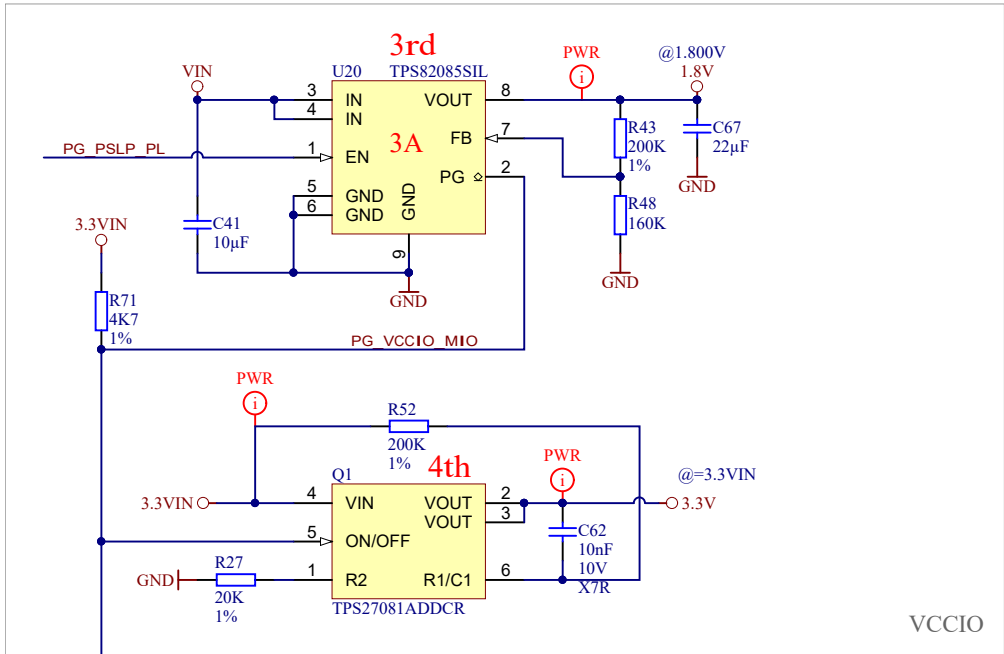 3rd
PWR
@1.800V
VIN
U20
TPS82085SIL
i
1.8V
3
IN
VOUT
8
4
IN
R43
200K
1%
C67
22µF
3A
FB
7
PG_PSLP_PL
1
EN
PG
2
GND
5
GND
6
GND
GND
R48
160K
3.3VIN
C41
10µF
9
GND
GND
R71
4K7
1%
PG_VCCIO_MIO
PWR
i
R52
200K
1%
4th
PWR
i
@=3.3VIN
Q1
3.3VIN
4
VIN
VOUT
2
3.3V
VOUT
3
5
ON/OFF
C62
10nF
10V
X7R
R27
GND
20K
1%
1
R2
R1/C1
6
TPS27081ADDCR
VCCIO